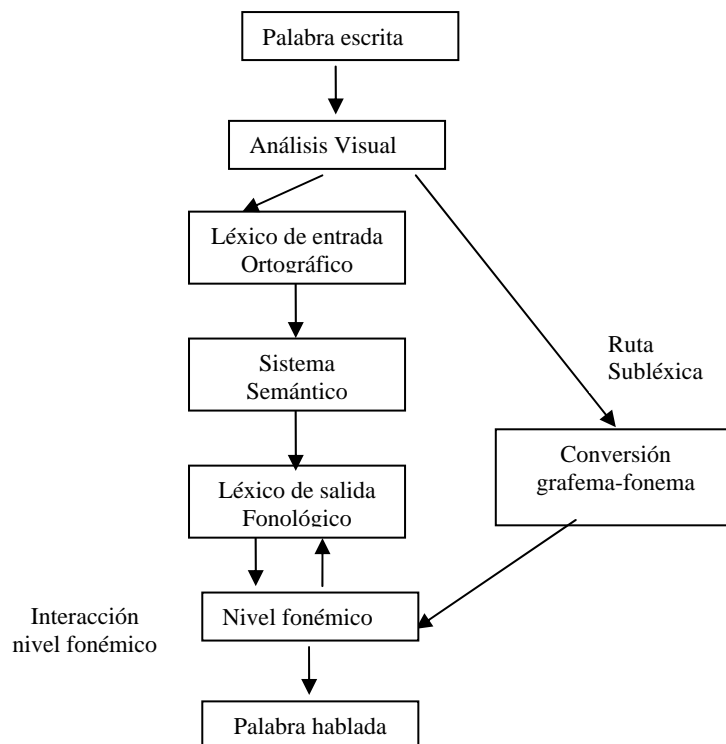 Palabra escrita
Análisis Visual
Léxico de entrada
Ortográfico
Sistema
Semántico
Ruta
Subléxica
Conversión
grafema-fonema
Léxico de salida
Fonológico
Interacción
nivel fonémico
Nivel fonémico
Palabra hablada